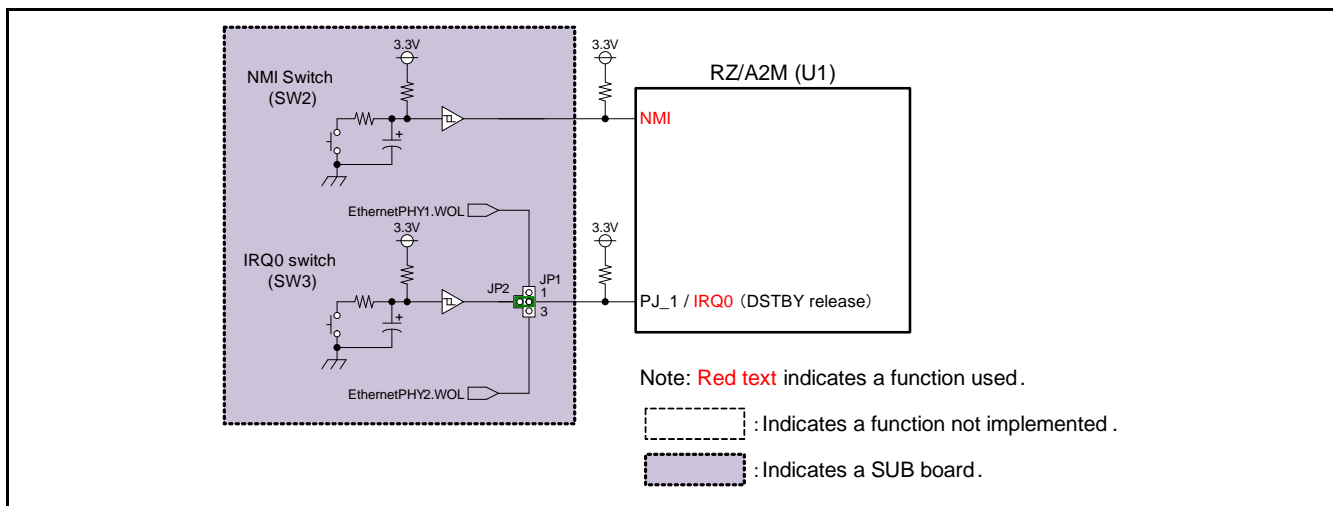 3.3V
3.3V
RZ/A2M (U1)
NMI Switch
(SW2)
NMI
EthernetPHY1.WOL
3.3V
3.3V
IRQ0 switch
(SW3)
JP2
JP1
1
3
PJ_1 / IRQ0 (DSTBY release)
EthernetPHY2.WOL
Note: Red text indicates a function used.
: Indicates a function not implemented .
: Indicates a SUB board.